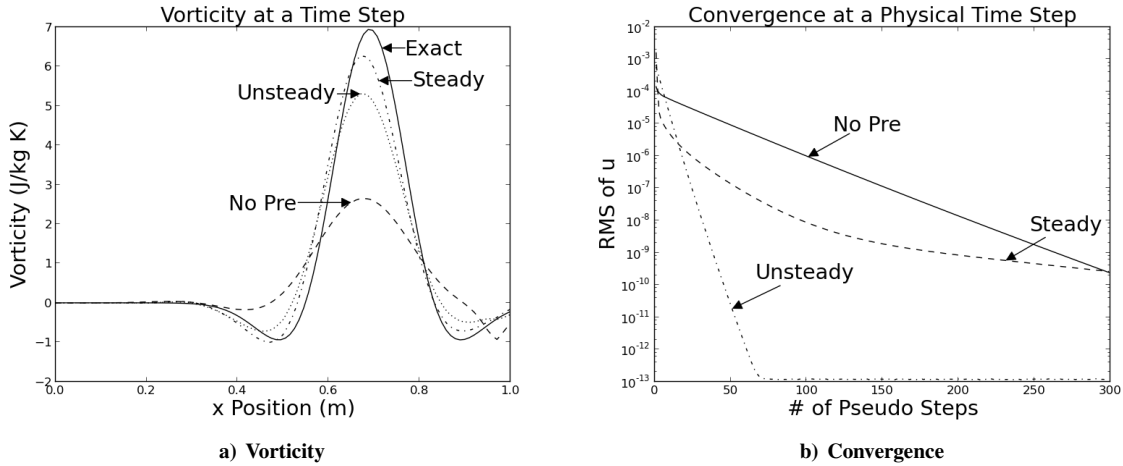 Vorticity at a Time Step
7
6
5
4
3
2
1
0
−1
−2
Vorticity (J/kg K)
Exact
Steady
Unsteady
No Pre
0.0 0.2 0.4 0.6 0.8 1.0
x Position (m)
a) Vorticity
Convergence at a Physical Time Step
10⁻²
10⁻³
10⁻⁴
10⁻⁵
10⁻⁶
10⁻⁷
10⁻⁸
10⁻⁹
10⁻¹⁰
10⁻¹¹
10⁻¹²
10⁻¹³
RMS of u
No Pre
Steady
Unsteady
0 50 100 150 200 250 300
# of Pseudo Steps
b) Convergence